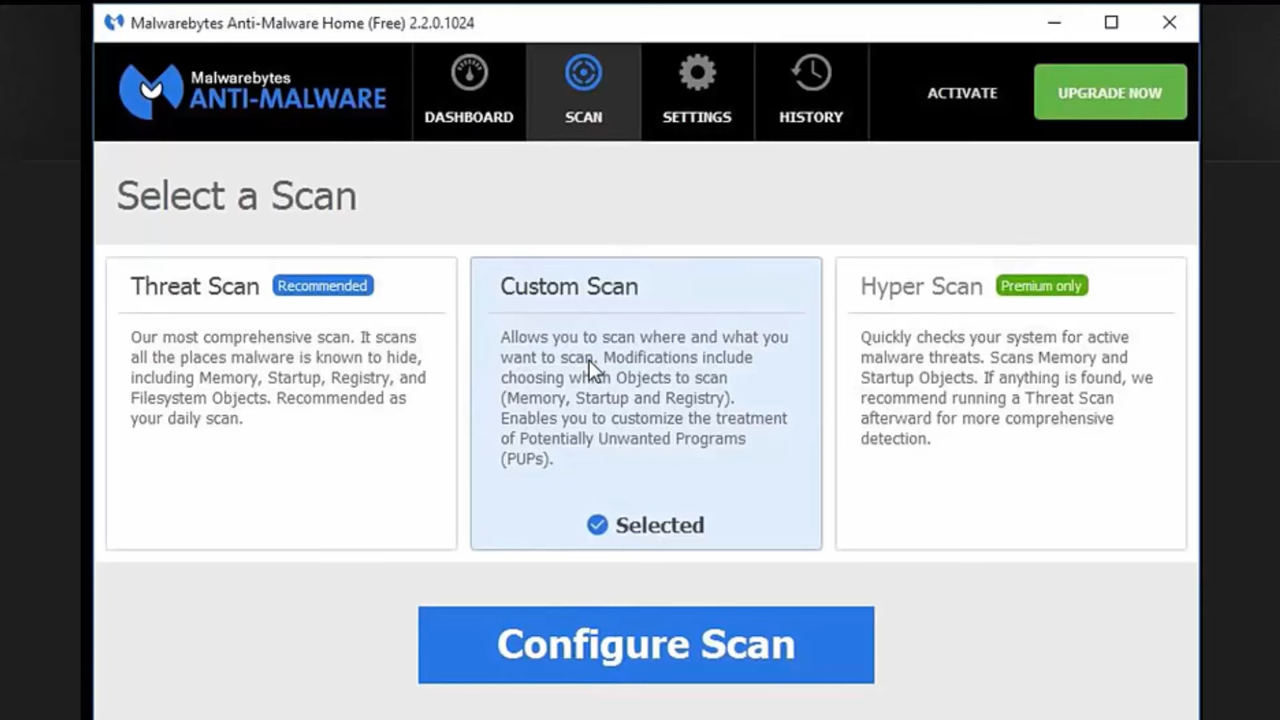 Malwarebytes Anti-Malware Home (Free) 2.2.0.1024
Malwarebytes
ANTI-MALWARE
DASHBOARD
SCAN
SETTINGS
HISTORY
ACTIVATE
UPGRADE NOW
Select a Scan
Threat Scan Recommended
Our most comprehensive scan. It scans
all the places malware is known to hide,
including Memory, Startup, Registry, and
Filesystem Objects. Recommended as
your daily scan.
Custom Scan
Allows you to scan where and what you
want to scan. Modifications include
choosing which Objects to scan
(Memory, Startup and Registry).
Enables you to customize the treatment
of Potentially Unwanted Programs
(PUPs).
Selected
Hyper Scan Premium only
Quickly checks your system for active
malware threats. Scans Memory and
Startup Objects. If anything is found, we
recommend running a Threat Scan
afterward for more comprehensive
detection.
Configure Scan